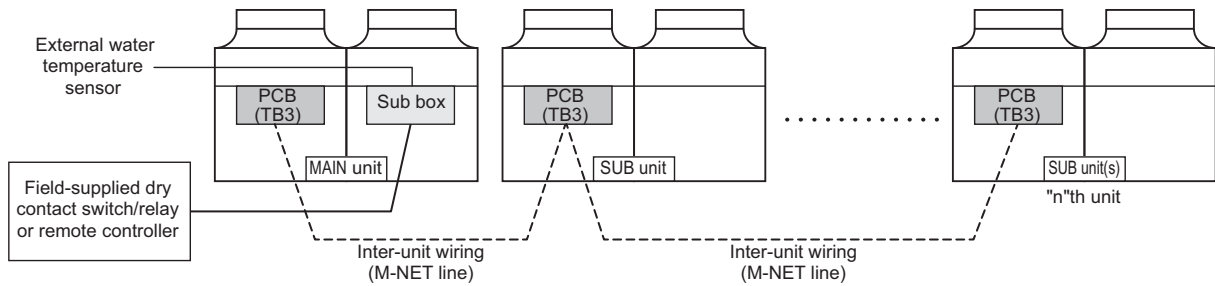 External water
temperature
sensor
PCB
(TB3)
Sub box
MAIN unit
PCB
(TB3)
SUB unit
PCB
(TB3)
SUB unit(s)
"n"th unit
Field-supplied dry
contact switch/relay
or remote controller
Inter-unit wiring
(M-NET line)
Inter-unit wiring
(M-NET line)